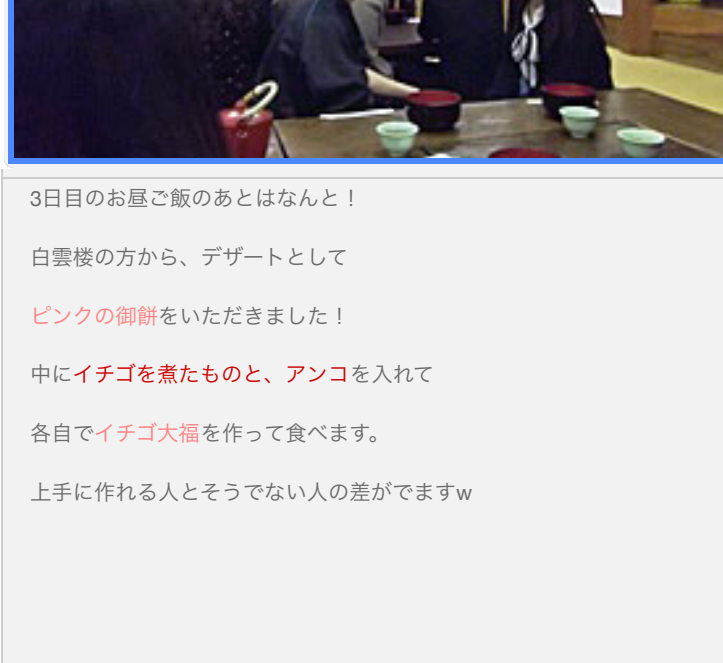 3日目のお昼ご飯のあとはなんと！
白雲楼の方から、デザートとして
ピンクの御餅をいただきました！
中にイチゴを煮たものと、アンコを入れて
各自でイチゴ大福を作って食べます。
上手に作れる人とそうでない人の差がでますw